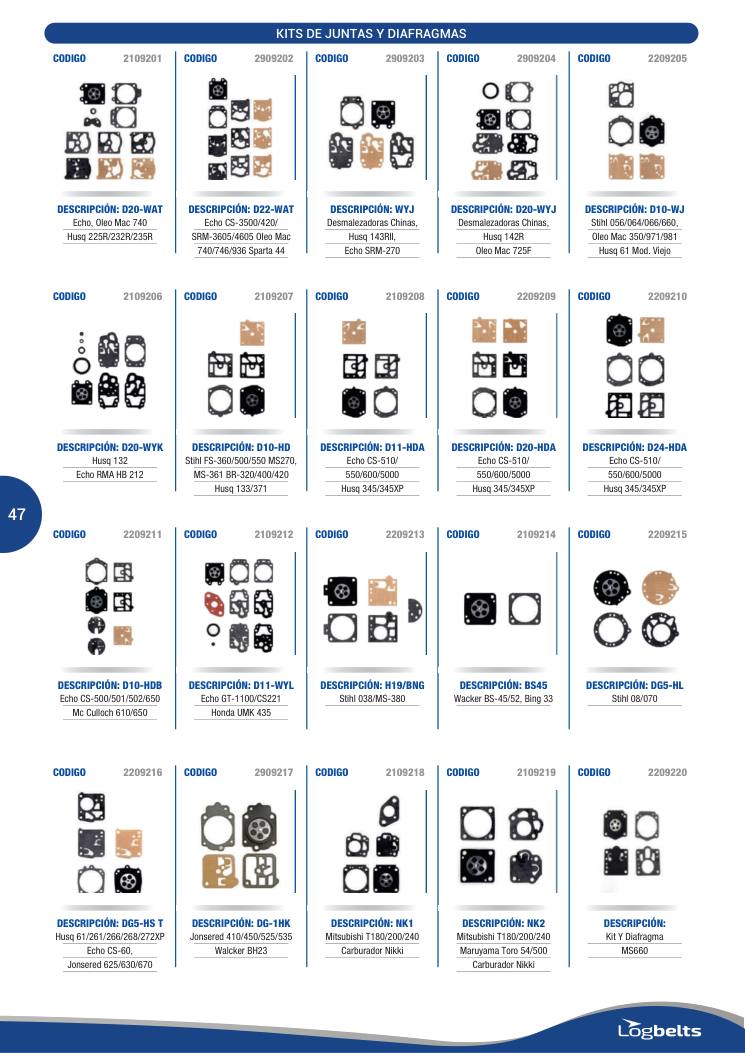 KITS DE JUNTAS Y DIAFRAGMAS
CODIGO 2109201
DESCRIPCIÓN: D20-WAT
Echo, Oleo Mac 740
Husq 225R/232R/235R
CODIGO 2909202
DESCRIPCIÓN: D22-WAT
Echo CS-3500/420/
SRM-3605/4605 Oleo Mac
740/746/936 Sparta 44
CODIGO 2909203
DESCRIPCIÓN: WYJ
Desmalezadoras Chinas,
Husq 143RII,
Echo SRM-270
CODIGO 2909204
DESCRIPCIÓN: D20-WYJ
Desmalezadoras Chinas,
Husq 142R
Oleo Mac 725F
CODIGO 2209205
DESCRIPCIÓN: D10-WJ
Stihl 056/064/066/660,
Oleo Mac 350/971/981
Husq 61 Mod. Viejo
CODIGO 2109206
DESCRIPCIÓN: D20-WYK
Husq 132
Echo RMA HB 212
CODIGO 2109207
DESCRIPCIÓN: D10-HD
Stihl FS-360/500/550 MS270,
MS-361 BR-320/400/420
Husq 133/371
CODIGO 2109208
DESCRIPCIÓN: D11-HDA
Echo CS-510/
550/600/5000
Husq 345/345XP
CODIGO 2209209
DESCRIPCIÓN: D20-HDA
Echo CS-510/
550/600/5000
Husq 345/345XP
CODIGO 2209210
DESCRIPCIÓN: D24-HDA
Echo CS-510/
550/600/5000
Husq 345/345XP
47
CODIGO 2209211
DESCRIPCIÓN: D10-HDB
Echo CS-500/501/502/650
Mc Culloch 610/650
CODIGO 2109212
DESCRIPCIÓN: D11-WYL
Echo GT-1100/CS221
Honda UMK 435
CODIGO 2209213
DESCRIPCIÓN: H19/BNG
Stihl 038/MS-380
CODIGO 2109214
DESCRIPCIÓN: BS45
Wacker BS-45/52, Bing 33
CODIGO 2209215
DESCRIPCIÓN: DG5-HL
Stihl 08/070
CODIGO 2209216
DESCRIPCIÓN: DG5-HS T
Husq 61/261/266/268/272XP
Echo CS-60,
Jonsered 625/630/670
CODIGO 2909217
DESCRIPCIÓN: DG-1HK
Jonsered 410/450/525/535
Walcker BH23
CODIGO 2109218
DESCRIPCIÓN: NK1
Mitsubishi T180/200/240
Carburador Nikki
CODIGO 2109219
DESCRIPCIÓN: NK2
Mitsubishi T180/200/240
Maruyama Toro 54/500
Carburador Nikki
CODIGO 2209220
DESCRIPCIÓN:
Kit Y Diafragma
MS660
Logbelts